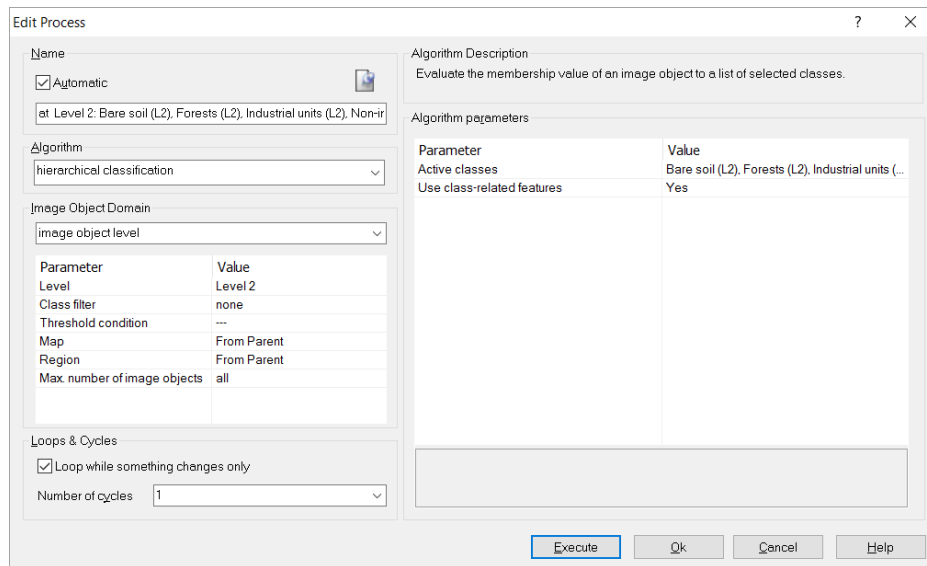 Edit Process
?
Name
Automatic
at Level 2: Bare soil (L2), Forests (L2), Industrial units (L2), Non-ir
Algorithm
hierarchical classification
Image Object Domain
image object level
Parameter Value
Level Level 2
Class filter none
Threshold condition ---
Map From Parent
Region From Parent
Max. number of image objects all
Loops & Cycles
Loop while something changes only
Number of cycles 1
Algorithm Description
Evaluate the membership value of an image object to a list of selected classes.
Algorithm parameters
Parameter Value
Active classes Bare soil (L2), Forests (L2), Industrial units (...
Use class-related features Yes
Execute Ok Cancel Help